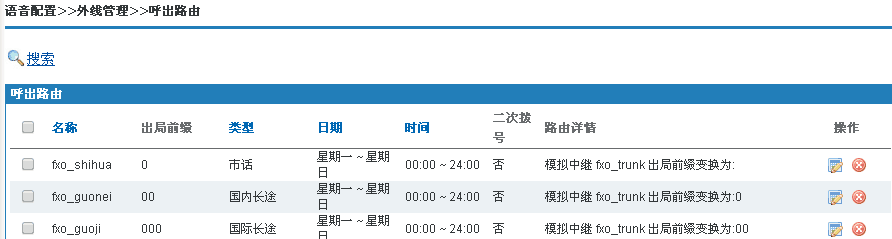 语音配置>>外线管理>>呼出路由
搜索
呼出路由
名称 出局前缀 类型 日期 时间 二次拨号 路由详情 操作
fxo_shihua 0 市话 星期一 ~ 星期日 00:00 ~ 24:00 否 模拟中继 fxo_trunk 出局前缀变换为:
fxo_guonei 00 国内长途 星期一 ~ 星期日 00:00 ~ 24:00 否 模拟中继 fxo_trunk 出局前缀变换为:0
fxo_guoji 000 国际长途 星期一 ~ 星期日 00:00 ~ 24:00 否 模拟中继 fxo_trunk 出局前缀变换为:00